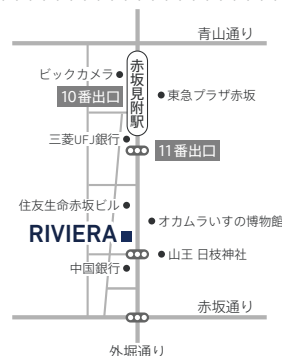 青山通り
ビックカメラ
赤坂見附駅
10番出口
東急プラザ赤坂
三菱UFJ銀行
11番出口
住友生命赤坂ビル
オカムラいすの博物館
RIVIERA
山王 日枝神社
中国銀行
赤坂通り
外堀通り